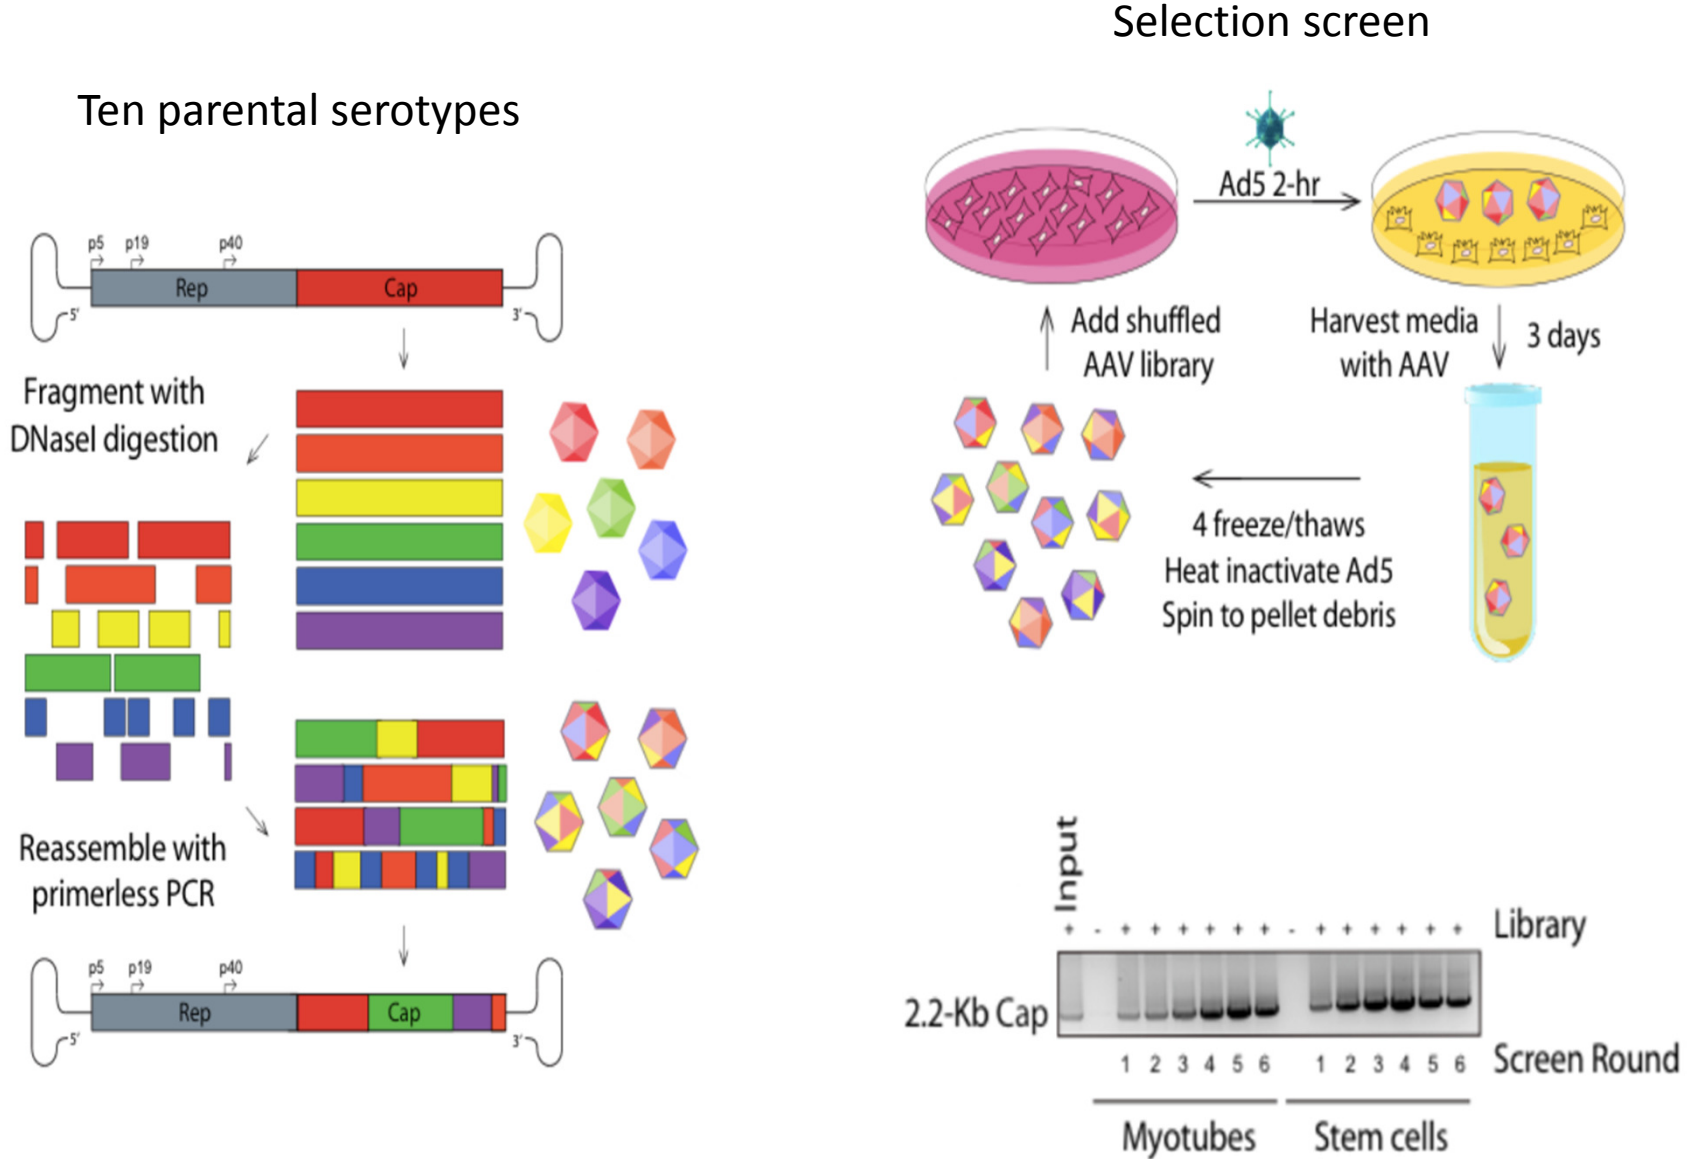 Selection screen
Ten parental serotypes
p5 p19 p40
Rep Cap
5' 3'
Fragment with
DNaseI digestion
Reassemble with
primerless PCR
p5 p19 p40
Rep Cap
5' 3'
Ad5 2-hr
Add shuffled
AAV library
Harvest media
with AAV
3 days
4 freeze/thaws
Heat inactivate Ad5
Spin to pellet debris
Input
+ - + + + + + + - + + + + + + Library
2.2-Kb Cap
1 2 3 4 5 6 1 2 3 4 5 6 Screen Round
Myotubes Stem cells